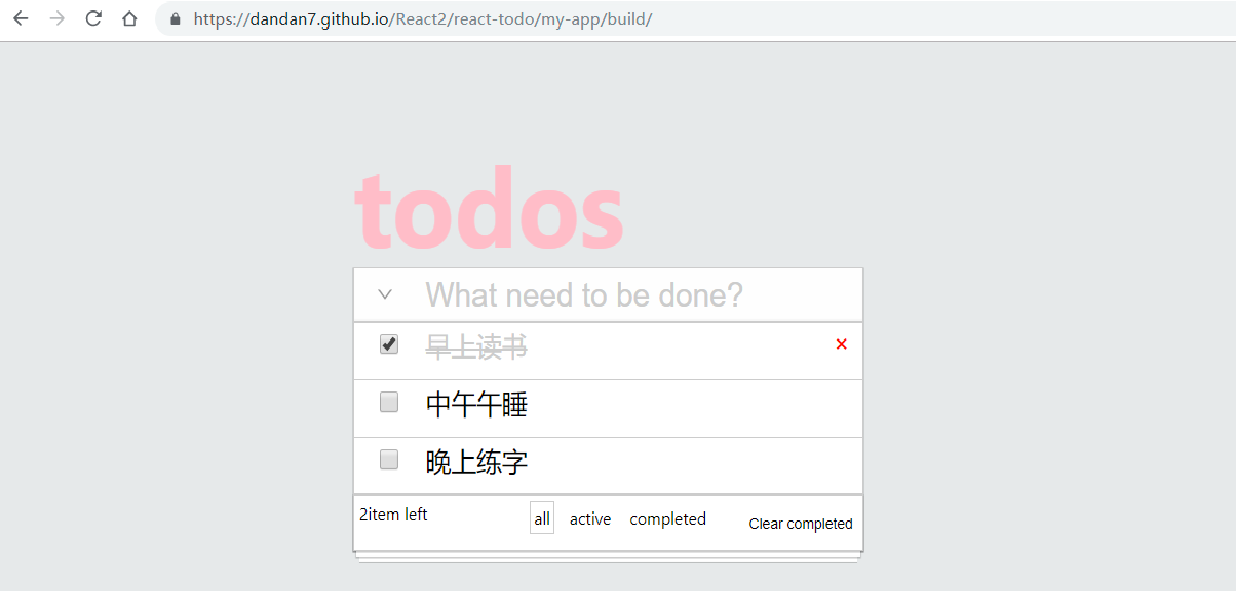 https://dandan7.github.io/React2/react-todo/my-app/build/
todos
What need to be done?
早上读书
中午午睡
晚上练字
2item left all active completed Clear completed